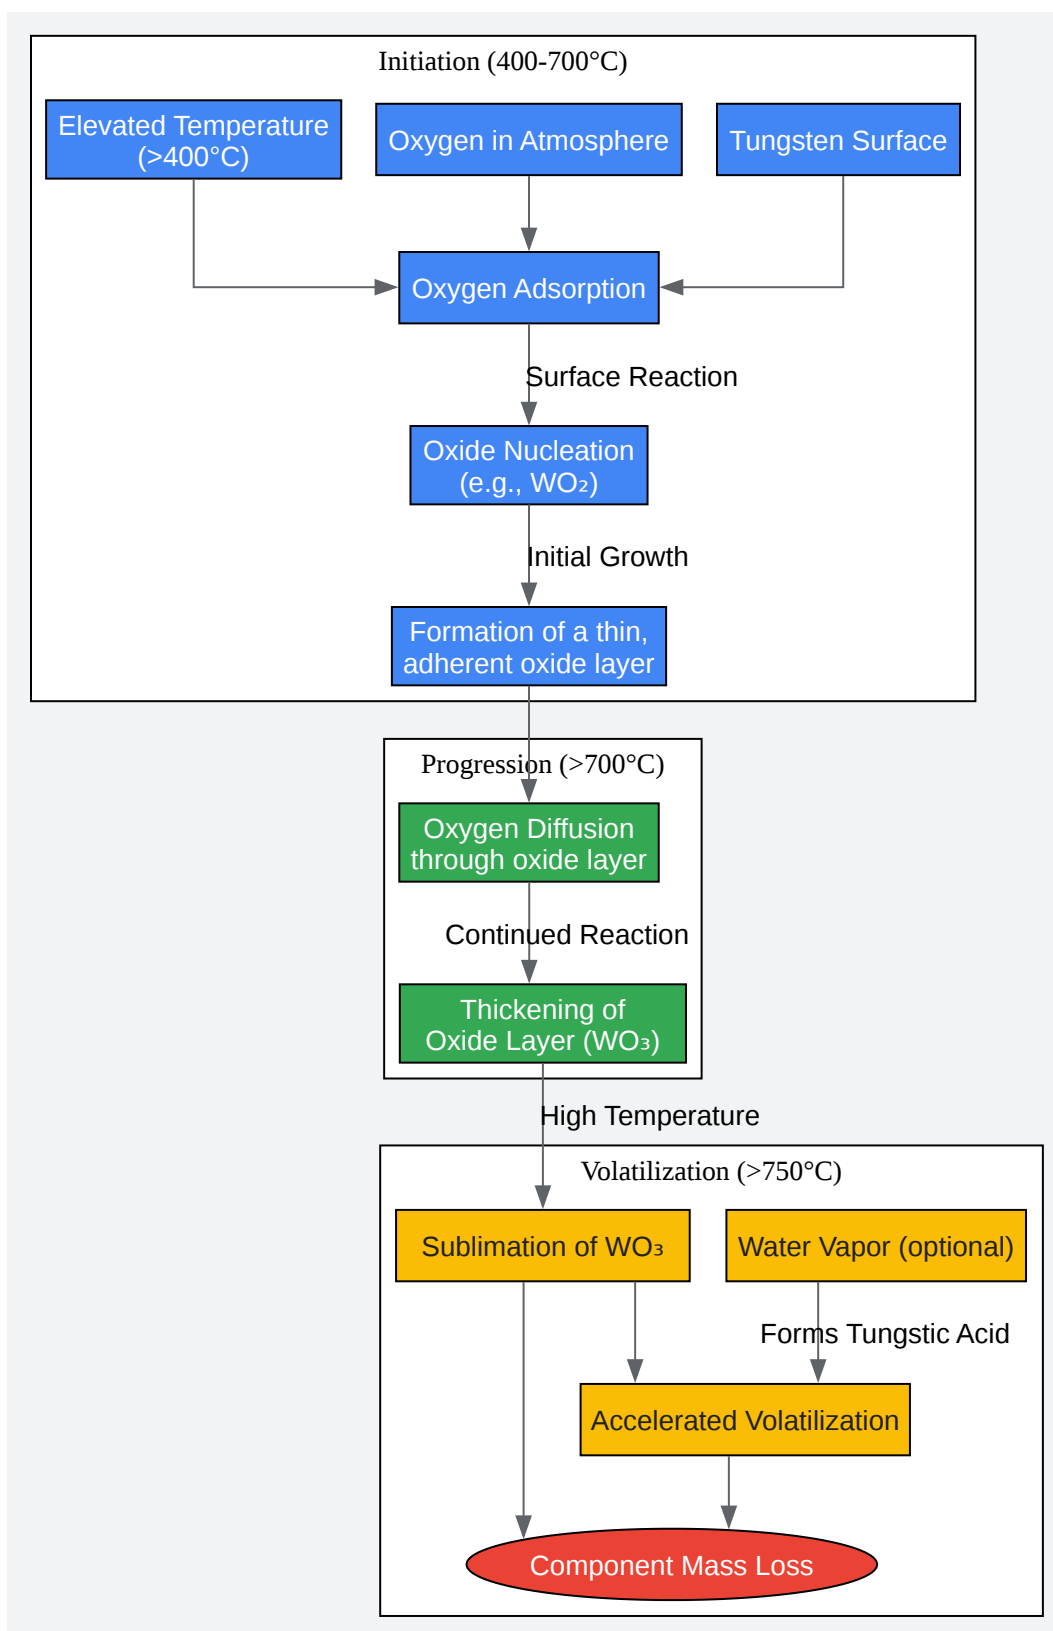 Initiation (400-700°C)
Elevated Temperature
(>400°C)
Oxygen in Atmosphere
Tungsten Surface
Oxygen Adsorption
Surface Reaction
Oxide Nucleation
(e.g., WO₂)
Initial Growth
Formation of a thin,
adherent oxide layer
Progression (>700°C)
Oxygen Diffusion
through oxide layer
Continued Reaction
Thickening of
Oxide Layer (WO₃)
High Temperature
Volatilization (>750°C)
Sublimation of WO₃
Water Vapor (optional)
Forms Tungstic Acid
Accelerated Volatilization
Component Mass Loss